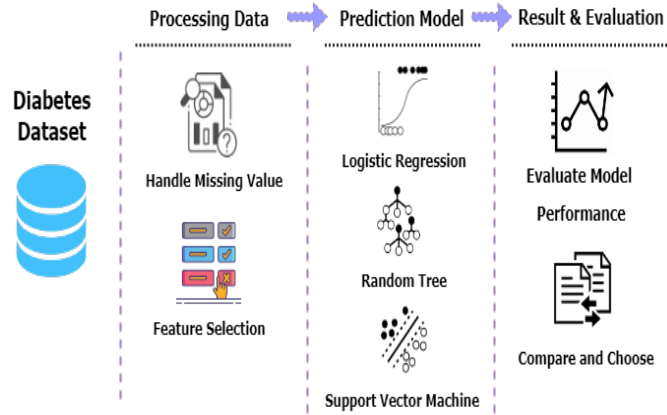 Processing Data
Prediction Model
Result & Evaluation
Diabetes
Dataset
Handle Missing Value
Feature Selection
Logistic Regression
Random Tree
Support Vector Machine
Evaluate Model
Performance
Compare and Choose